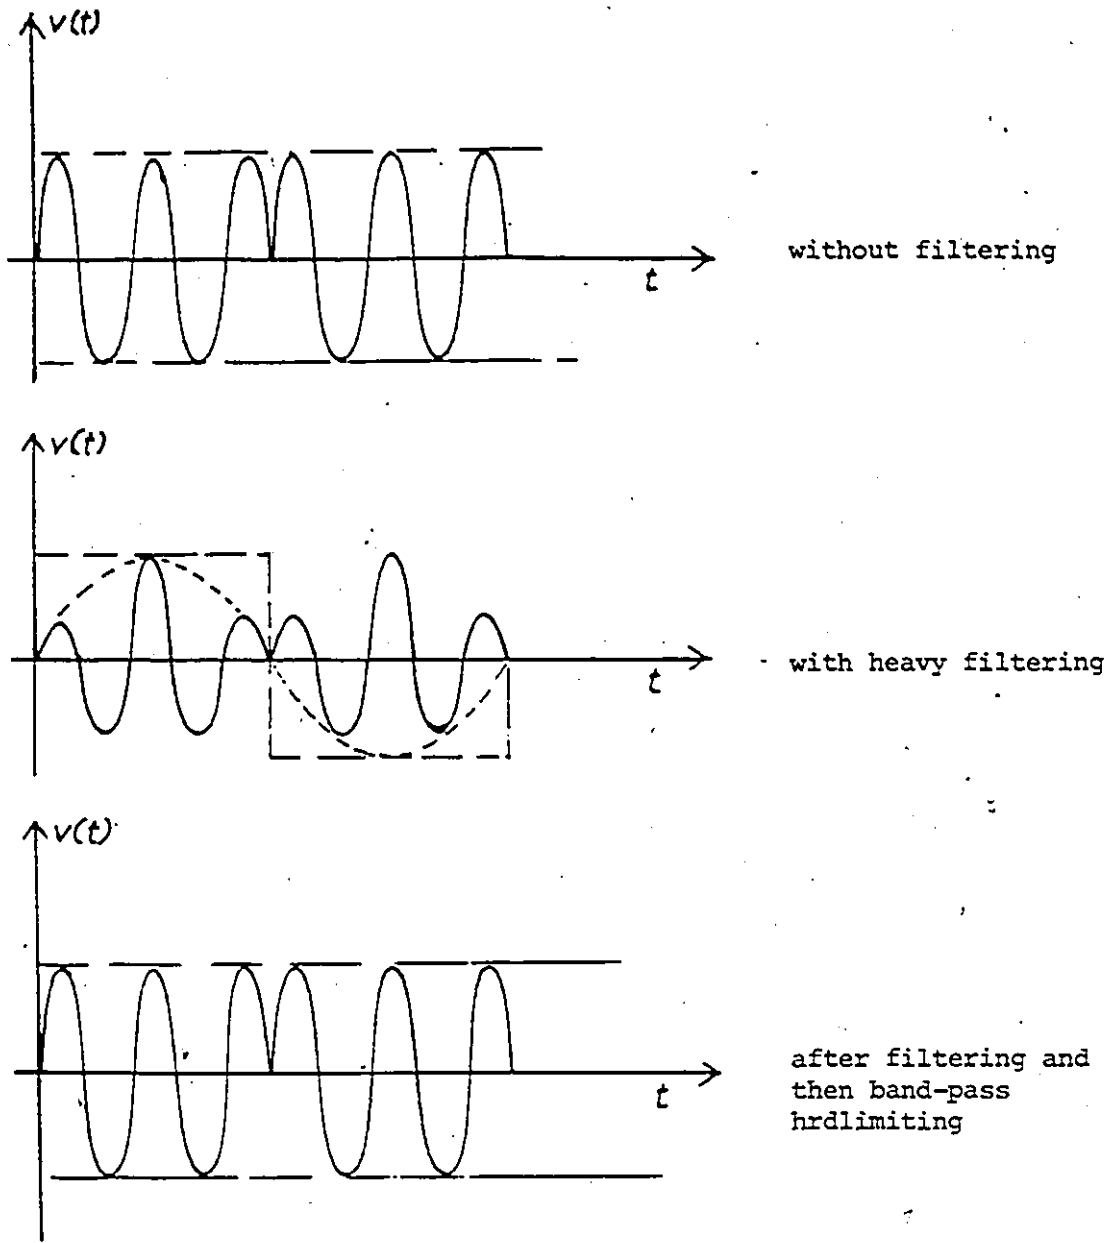 v(t)
t
without filtering
v(t)
t
with heavy filtering
v(t)
t
after filtering and
then band-pass
hrdlimiting